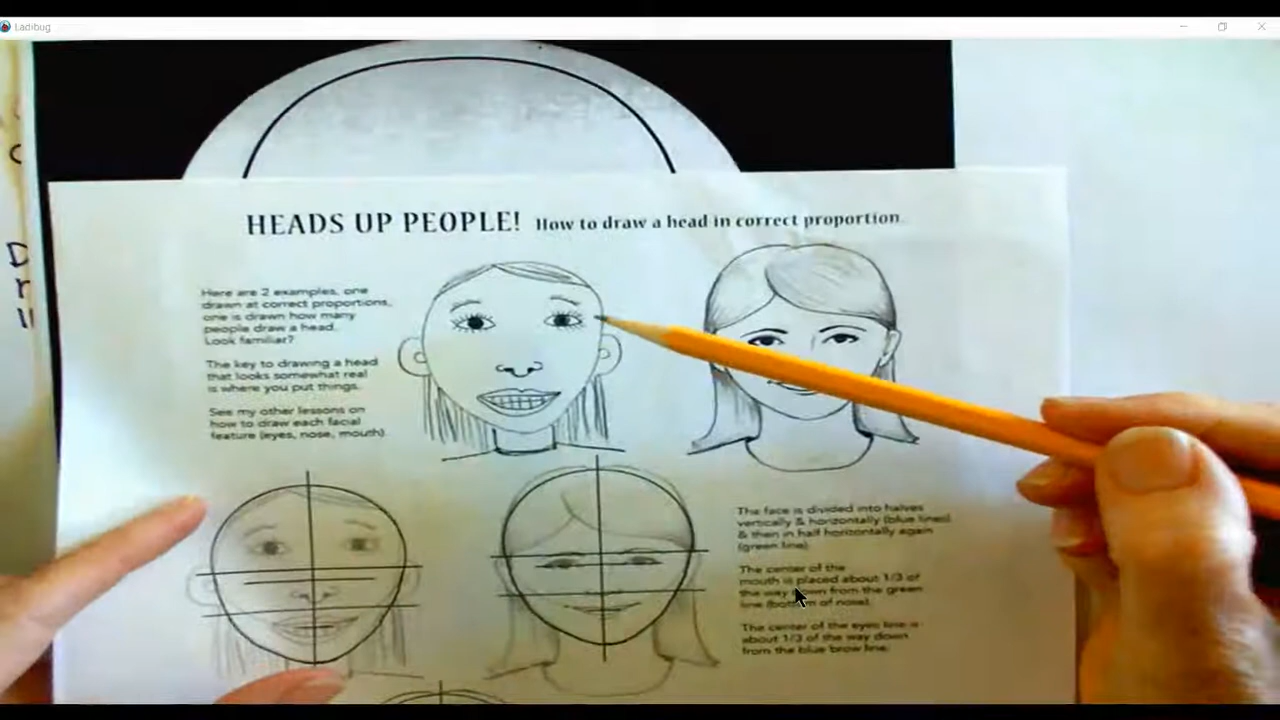 Ladibug
HEADS UP PEOPLE! How to draw a head in correct proportion
Here are 2 examples, one
drawn at correct proportions,
one is drawn how many
people draw a head.
Look familiar?
The key to drawing a head
that looks somewhat real
is where you put things.
See my other lessons on
how to draw each facial
feature (eyes, nose, mouth)
The face is divided into halves
vertically & horizontally (blue lines)
& then in half horizontally again
(green line)
The center of the
mouth is placed about 1/3 of
the way down from the green
line (bottom of nose).
The center of the eyes line is
about 1/3 of the way down
from the blue brow line.